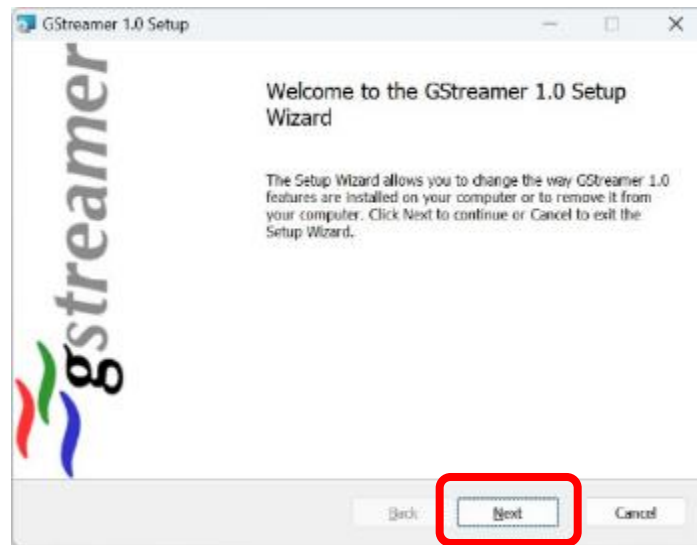 GStreamer 1.0 Setup
gstreamer
Welcome to the GStreamer 1.0 Setup
Wizard
The Setup Wizard allows you to change the way GStreamer 1.0
features are installed on your computer or to remove it from
your computer. Click Next to continue or Cancel to exit the
Setup Wizard.
Back Next Cancel